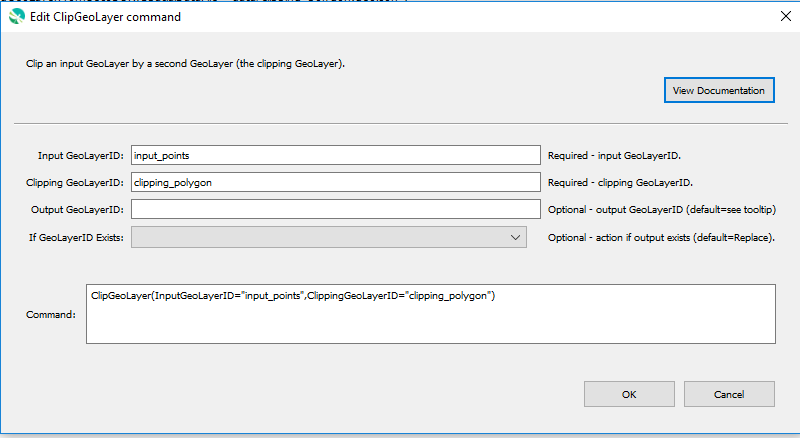 Edit ClipGeoLayer command
Clip an input GeoLayer by a second GeoLayer (the clipping GeoLayer).
View Documentation
Input GeoLayerID: input_points Required - input GeoLayerID.
Clipping GeoLayerID: clipping_polygon Required - clipping GeoLayerID.
Output GeoLayerID: Optional - output GeoLayerID (default=see tooltip)
If GeoLayerID Exists: Optional - action if output exists (default=Replace).
Command: ClipGeoLayer(InputGeoLayerID="input_points",ClippingGeoLayerID="clipping_polygon")
OK Cancel